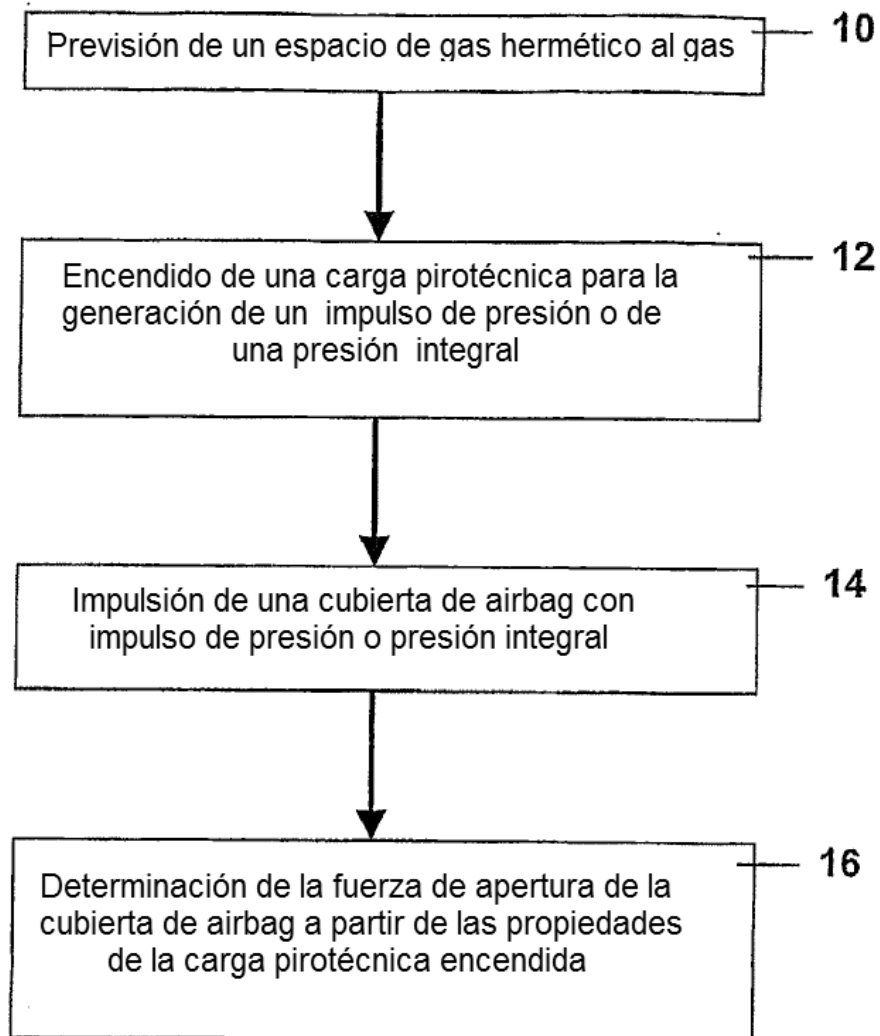 Previsión de un espacio de gas hermético al gas
10
Encendido de una carga pirotécnica para la
generación de un impulso de presión o de
una presión integral
12
Impulsión de una cubierta de airbag con
impulso de presión o presión integral
14
Determinación de la fuerza de apertura de la
cubierta de airbag a partir de las propiedades
de la carga pirotécnica encendida
16